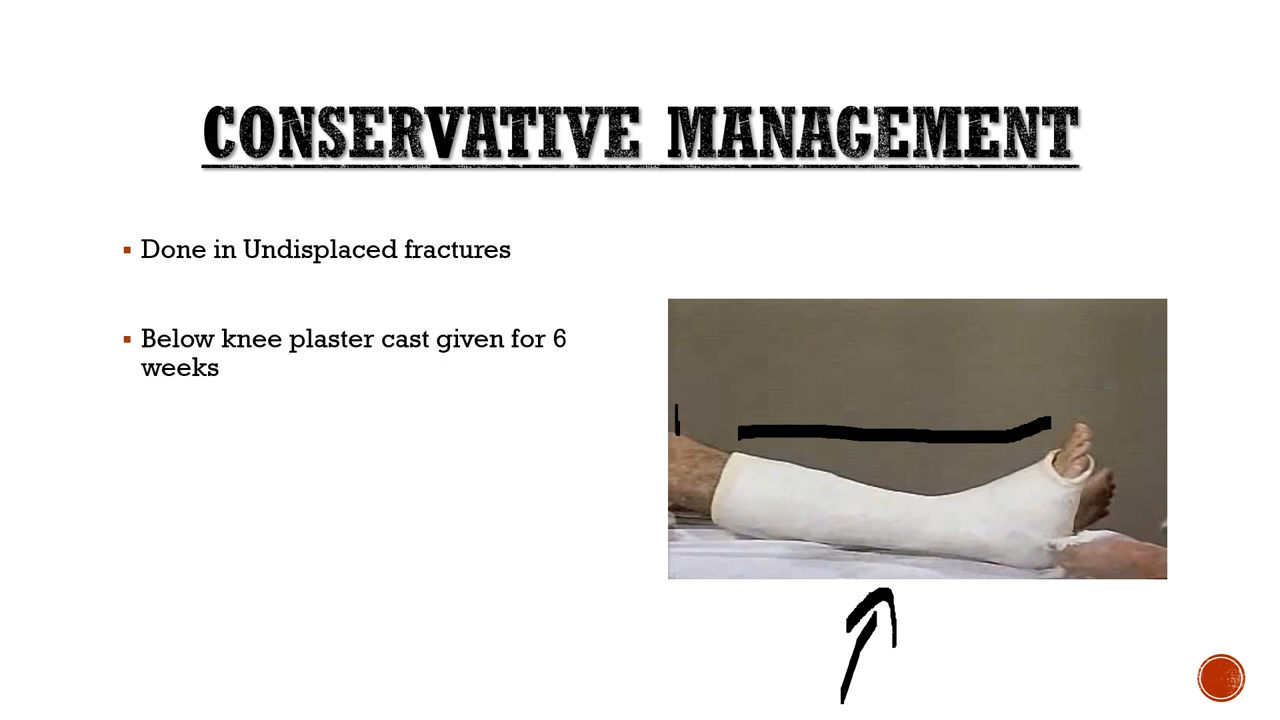 CONSERVATIVE MANAGEMENT
Done in Undisplaced fractures
Below knee plaster cast given for 6
weeks